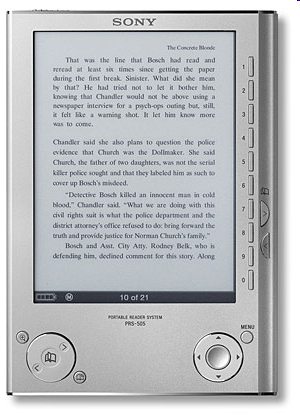 SONY
The Concrete Blonde
That was the line that Bosch had read and
reread at least six times since getting the paper
during the first break. Sinister. What did she mean
by that? He had tried not to let it bother him,
knowing that Chandler would not be above using a
newspaper interview for a psych-ops outing but, still,
it felt like a warning shot. It let him know more
was to come.
Chandler said she also plans to question the police
evidence that Church was the Dollmaker. She said
Church, the father of two daughters, was not the serial
killer police sought and that they labeled him as such to
cover up Bosch's misdeed.
"Detective Bosch killed an innocent man in cold
blood," Chandler said. "What we are doing with this
civil rights suit is what the police department and the
district attorney's office refused to do: bring forward the
truth and provide justice for Norman Church's family."
Bosch and Asst. City Atty. Rodney Belk, who is
defending him, declined comment for this story. Along
10 of 21
1
2
3
4
5
6
7
8
9
0
PORTABLE READER SYSTEM
PRS-505
MENU